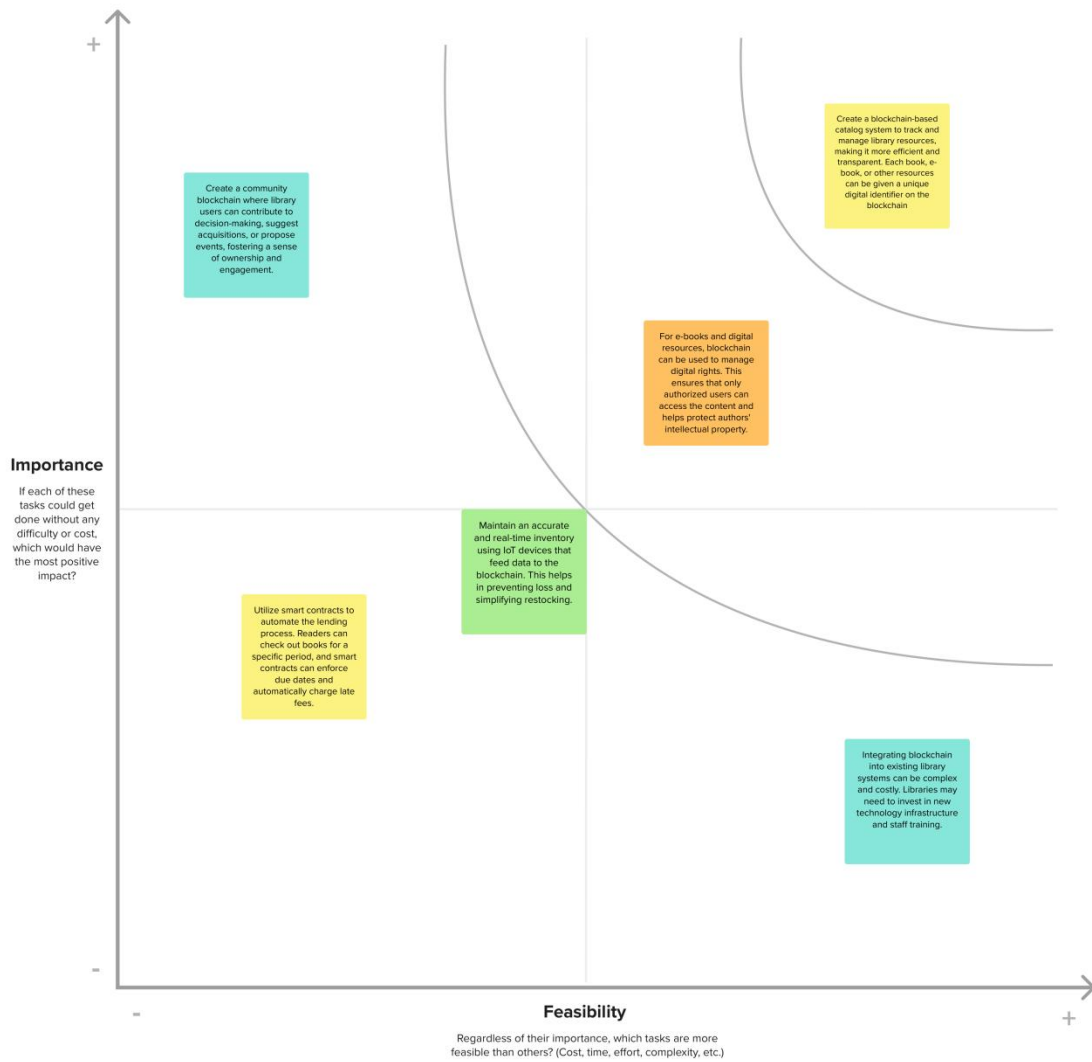 +
Create a blockchain-based
catalog system to track and
manage library resources,
making it more efficient and
transparent. Each book, e-
book, or other resources
can be given a unique
digital identifier on the
blockchain
Create a community
blockchain where library
users can contribute to
decision-making, suggest
acquisitions, or propose
events, fostering a sense
of ownership and
engagement.
For e-books and digital
resources, blockchain
can be used to manage
digital rights. This
ensures that only
authorized users can
access the content and
helps protect authors'
intellectual property.
Importance
If each of these
tasks could get
done without any
difficulty or cost,
which would have
the most positive
impact?
Maintain an accurate
and real-time inventory
using IoT devices that
feed data to the
blockchain. This helps
in preventing loss and
simplifying restocking.
Utilize smart contracts to
automate the lending
process. Readers can
check out books for a
specific period, and smart
contracts can enforce
due dates and
automatically charge late
fees.
Integrating blockchain
into existing library
systems can be complex
and costly. Libraries may
need to invest in new
technology infrastructure
and staff training.
-
-
+
Feasibility
Regardless of their importance, which tasks are more
feasible than others? (Cost, time, effort, complexity, etc.)